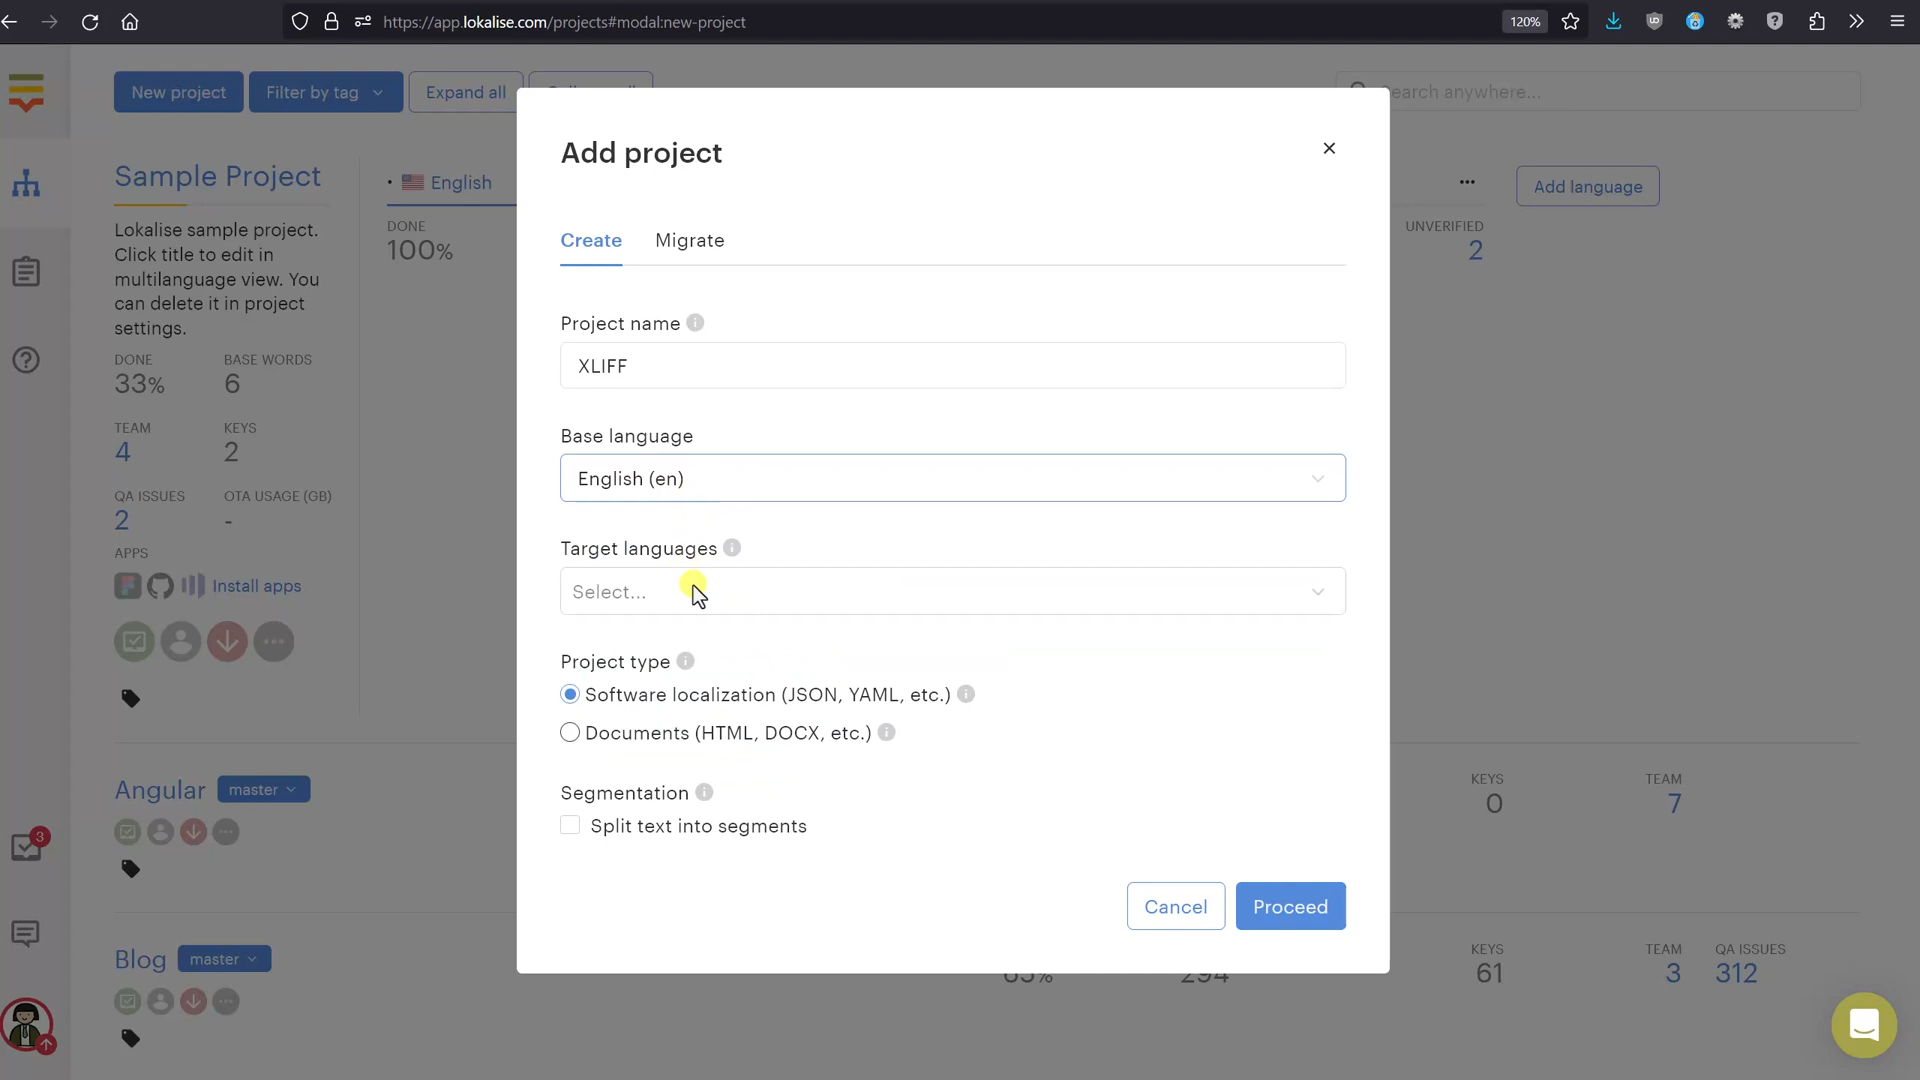 https://app.lokalise.com/projects#modal:new-project
120%
New project
Filter by tag
Expand all
Search anywhere...
Sample Project
Lokalise sample project.
Click title to edit in
multilanguage view. You
can delete it in project
settings.
DONE
33%
BASE WORDS
6
TEAM
4
KEYS
2
QA ISSUES
2
OTA USAGE (GB)
-
APPS
Install apps
English
DONE
100%
Add project
Create
Migrate
Project name
XLIFF
Base language
English (en)
Target languages
Select...
Project type
Software localization (JSON, YAML, etc.)
Documents (HTML, DOCX, etc.)
Segmentation
Split text into segments
Cancel
Proceed
Add language
UNVERIFIED
2
Angular
master
KEYS
0
TEAM
7
3
Blog
master
294
KEYS
61
TEAM
3
QA ISSUES
312